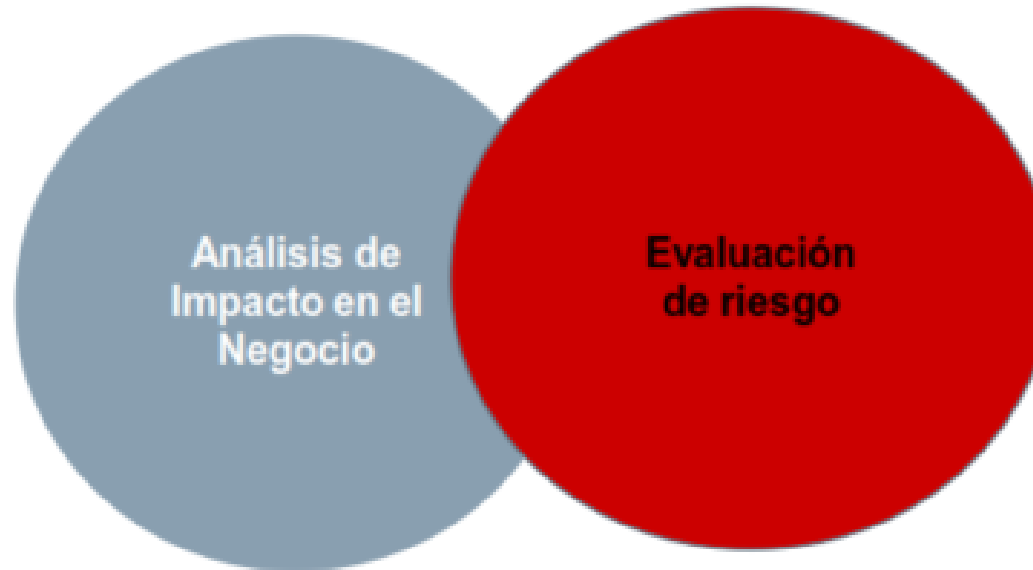 Análisis de
Impacto en el
Negocio
Evaluación
de riesgo